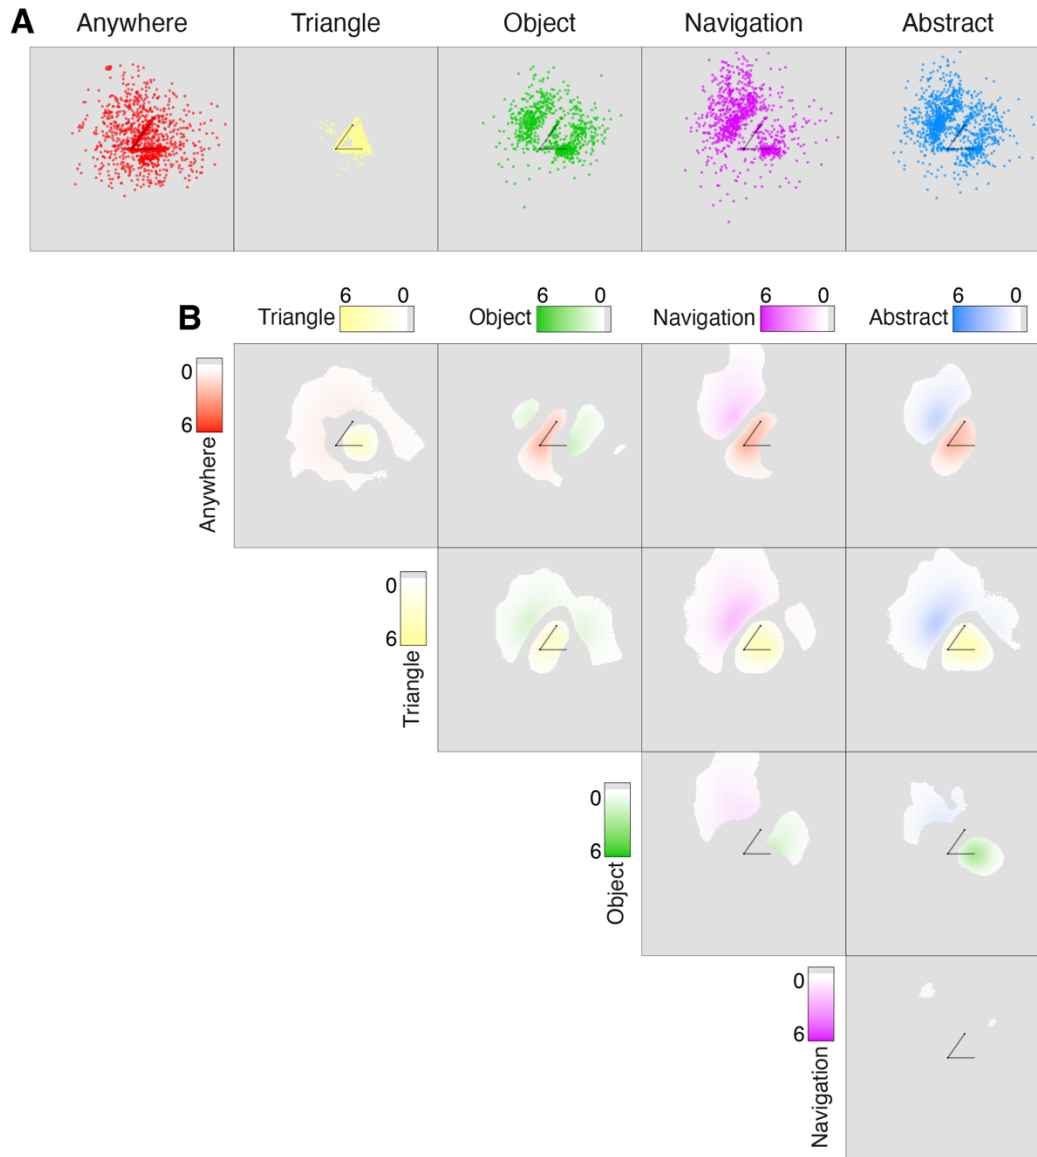 A Anywhere Triangle Object Navigation Abstract
B
6 0
Triangle
6 0
Object
6 0
Navigation
6 0
Abstract
0
6
Anywhere
0
6
Triangle
0
6
Object
0
6
Navigation